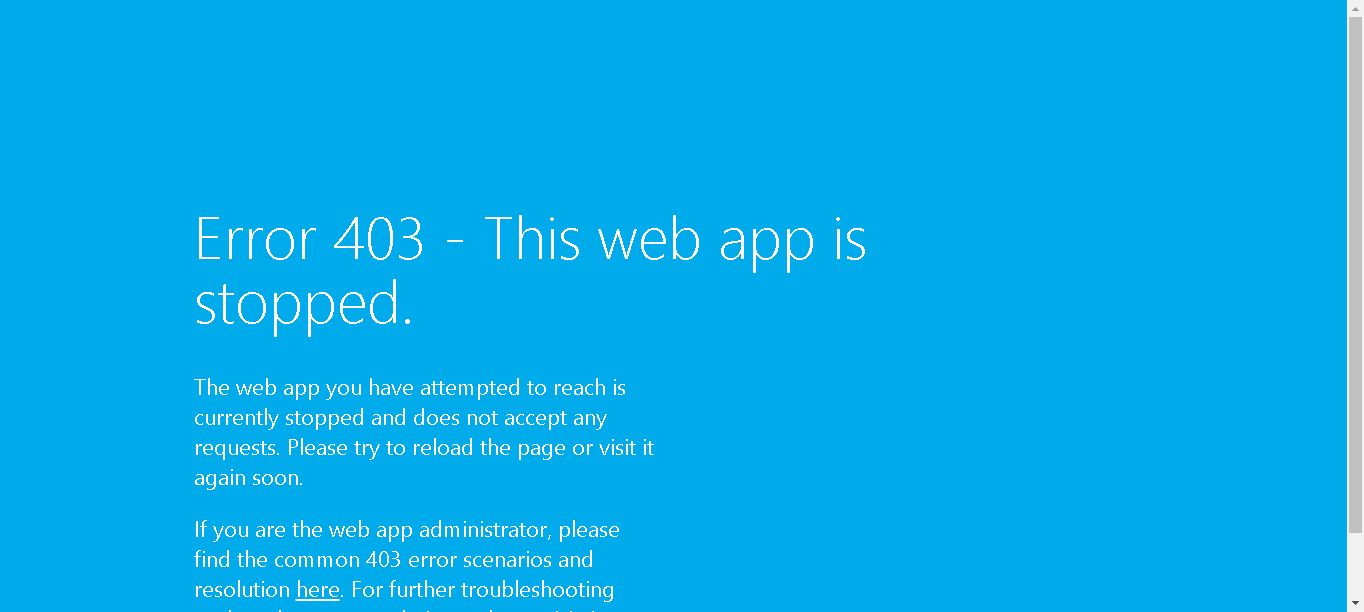 Error 403 - This web app is
stopped.
The web app you have attempted to reach is
currently stopped and does not accept any
requests. Please try to reload the page or visit it
again soon.
If you are the web app administrator, please
find the common 403 error scenarios and
resolution here. For further troubleshooting